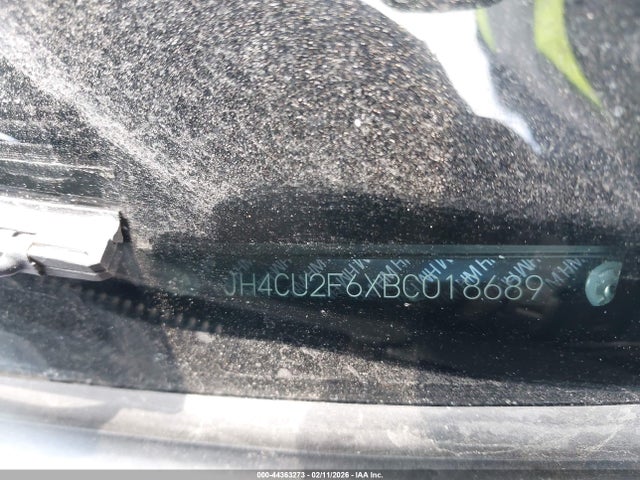 JH4CU2F6XBC018689
000-44363273 - 02/11/2026 - IAA Inc.